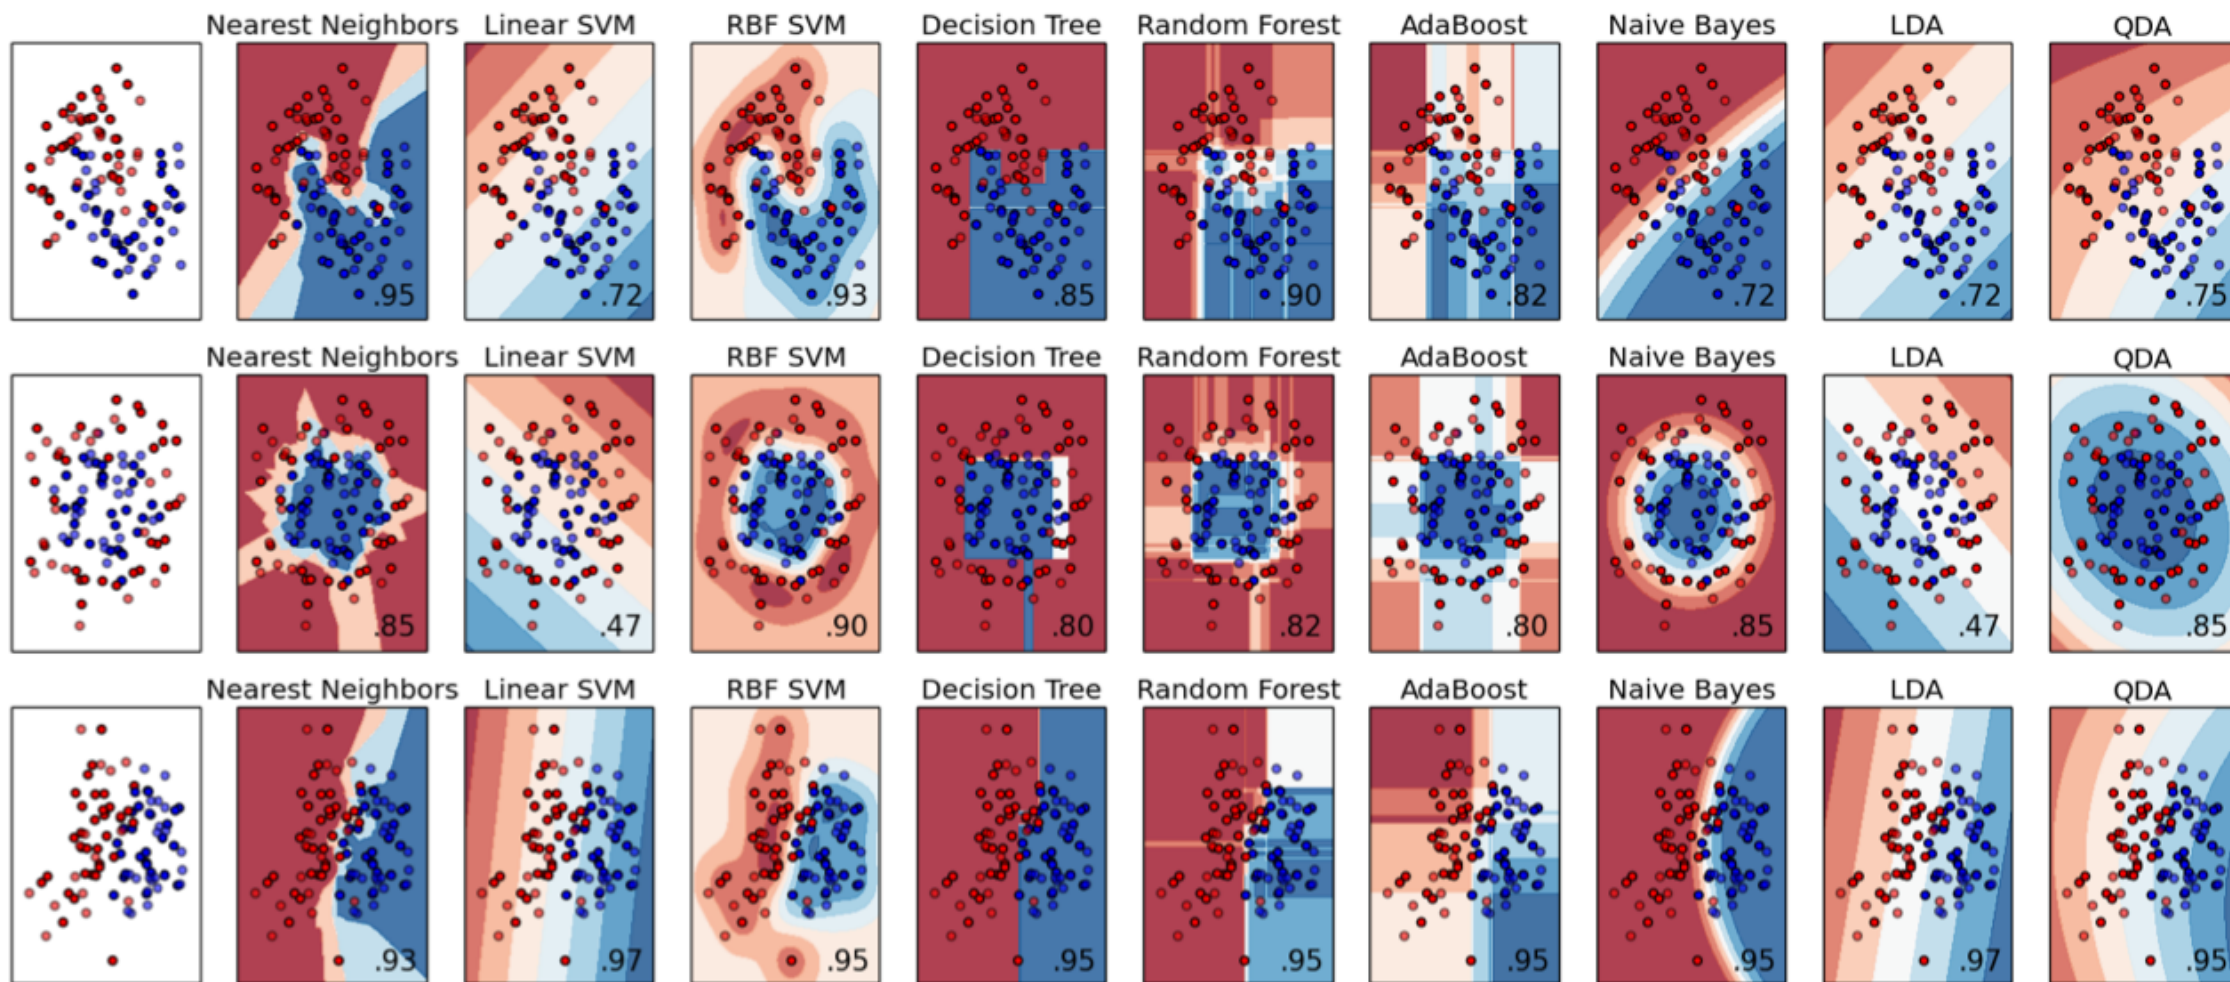 Nearest Neighbors Linear SVM RBF SVM Decision Tree Random Forest AdaBoost Naive Bayes LDA QDA
.95 .72 .93 .85 .90 .82 .72 .72 .75
Nearest Neighbors Linear SVM RBF SVM Decision Tree Random Forest AdaBoost Naive Bayes LDA QDA
.85 .47 .90 .80 .82 .80 .85 .47 .85
Nearest Neighbors Linear SVM RBF SVM Decision Tree Random Forest AdaBoost Naive Bayes LDA QDA
.93 .97 .95 .95 .95 .95 .95 .97 .95